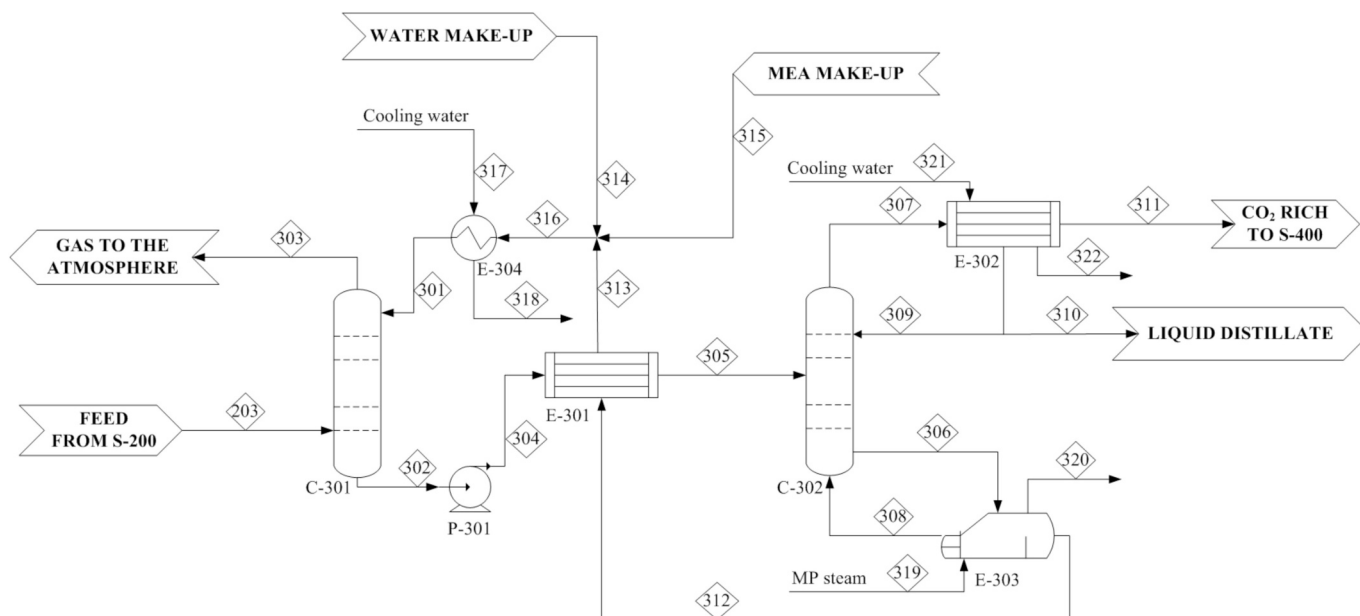 WATER MAKE-UP
MEA MAKE-UP
Cooling water
317
314
315
316
E-304
303
GAS TO THE
ATMOSPHERE
301
318
313
Cooling water
321
307
311
CO₂ RICH
TO S-400
E-302
322
309
310
LIQUID DISTILLATE
305
E-301
203
FEED
FROM S-200
304
302
C-301
P-301
306
320
C-302
308
MP steam
319
E-303
312